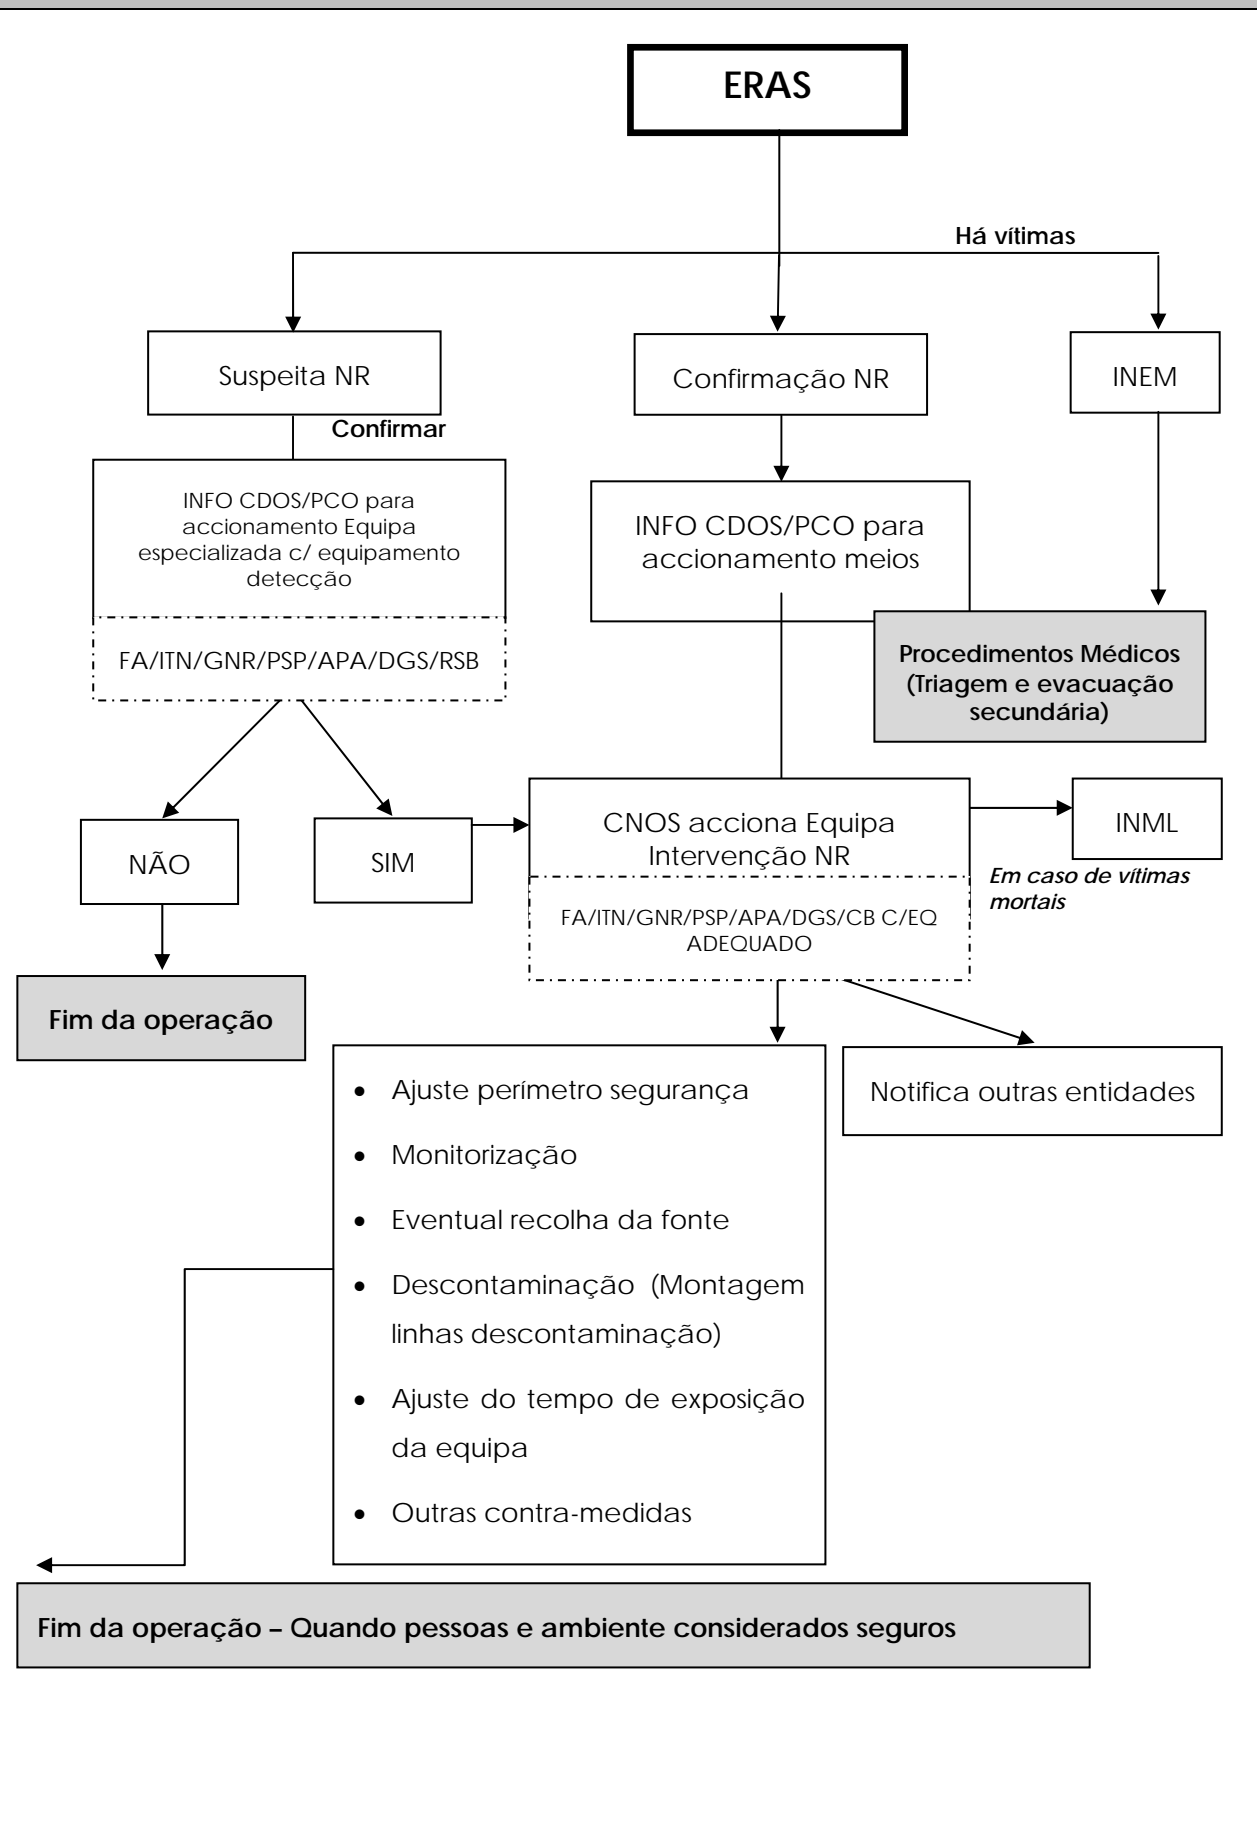 ERAS
Há vítimas
Suspeita NR
Confirmação NR
INEM
Confirmar
INFO CDOS/PCO para
accionamento Equipa
especializada c/ equipamento
detecção
FA/ITN/GNR/PSP/APA/DGS/RSB
INFO CDOS/PCO para
accionamento meios
Procedimentos Médicos
(Triagem e evacuação
secundária)
NÃO
SIM
CNOS acciona Equipa
Intervenção NR
FA/ITN/GNR/PSP/APA/DGS/CB C/EQ
ADEQUADO
INML
Em caso de vítimas
mortais
Fim da operação
• Ajuste perímetro segurança
• Monitorização
• Eventual recolha da fonte
• Descontaminação (Montagem
linhas descontaminação)
• Ajuste do tempo de exposição
da equipa
• Outras contra-medidas
Notifica outras entidades
Fim da operação – Quando pessoas e ambiente considerados seguros